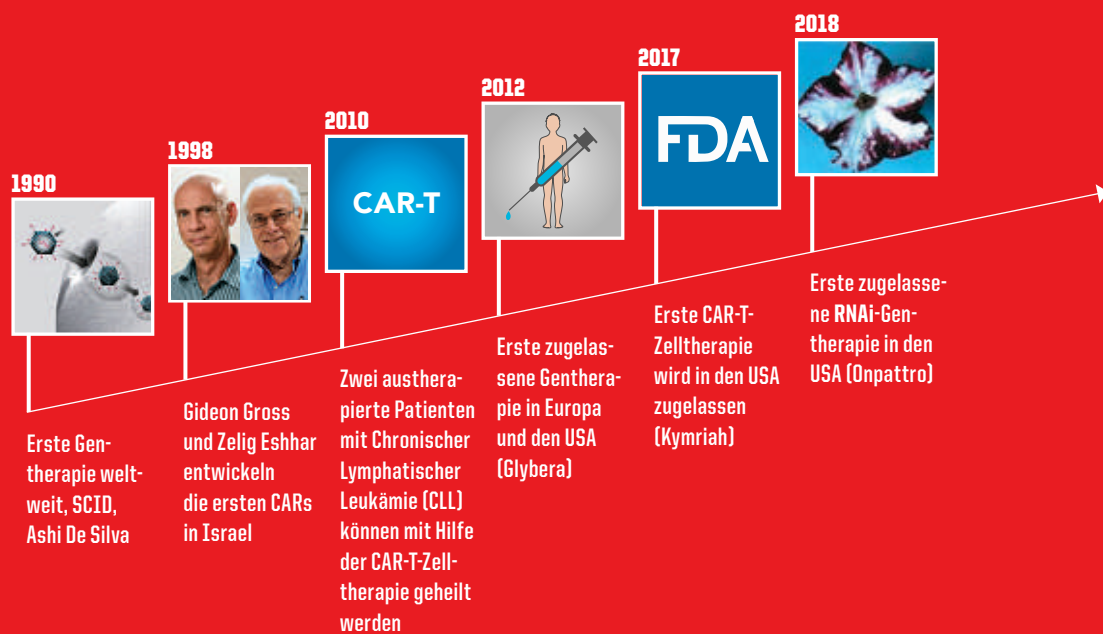 1990
Erste Gen-
therapie welt-
weit, SCID,
Ashi De Silva
1998
Gideon Gross
und Zelig Eshhar
entwickeln
die ersten CARs
in Israel
2010
CAR-T
Zwei austhera-
pierte Patienten
mit Chronischer
Lymphatischer
Leukämie (CLL)
können mit Hilfe
der CAR-T-Zell-
therapie geheilt
werden
2012
Erste zugelas-
sene Genthera-
pie in Europa
und den USA
(Glybera)
2017
FDA
Erste CAR-T-
Zelltherapie
wird in den USA
zugelassen
(Kymriah)
2018
Erste zugelasse-
ne RNAi-Gen-
therapie in den
USA (Onpattro)